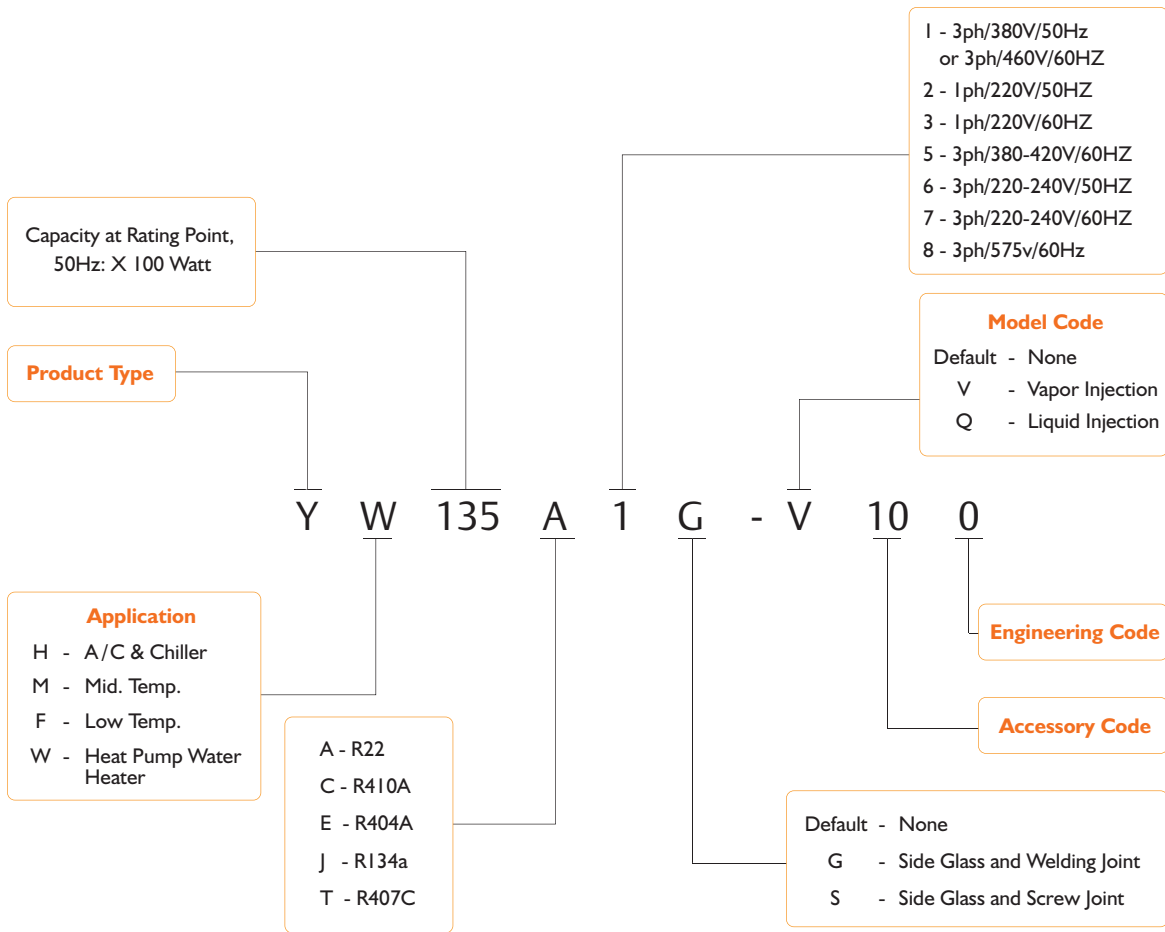 1 - 3ph/380V/50Hz
or 3ph/460V/60HZ
2 - 1ph/220V/50HZ
3 - 1ph/220V/60HZ
5 - 3ph/380-420V/60HZ
6 - 3ph/220-240V/50HZ
7 - 3ph/220-240V/60HZ
8 - 3ph/575v/60Hz
Capacity at Rating Point,
50Hz: X 100 Watt
Model Code
Default - None
V - Vapor Injection
Q - Liquid Injection
Product Type
Y W 135 A 1 G - V 10 0
Application
H - A/C & Chiller
M - Mid. Temp.
F - Low Temp.
W - Heat Pump Water
Heater
A - R22
C - R410A
E - R404A
J - R134a
T - R407C
Engineering Code
Accessory Code
Default - None
G - Side Glass and Welding Joint
S - Side Glass and Screw Joint